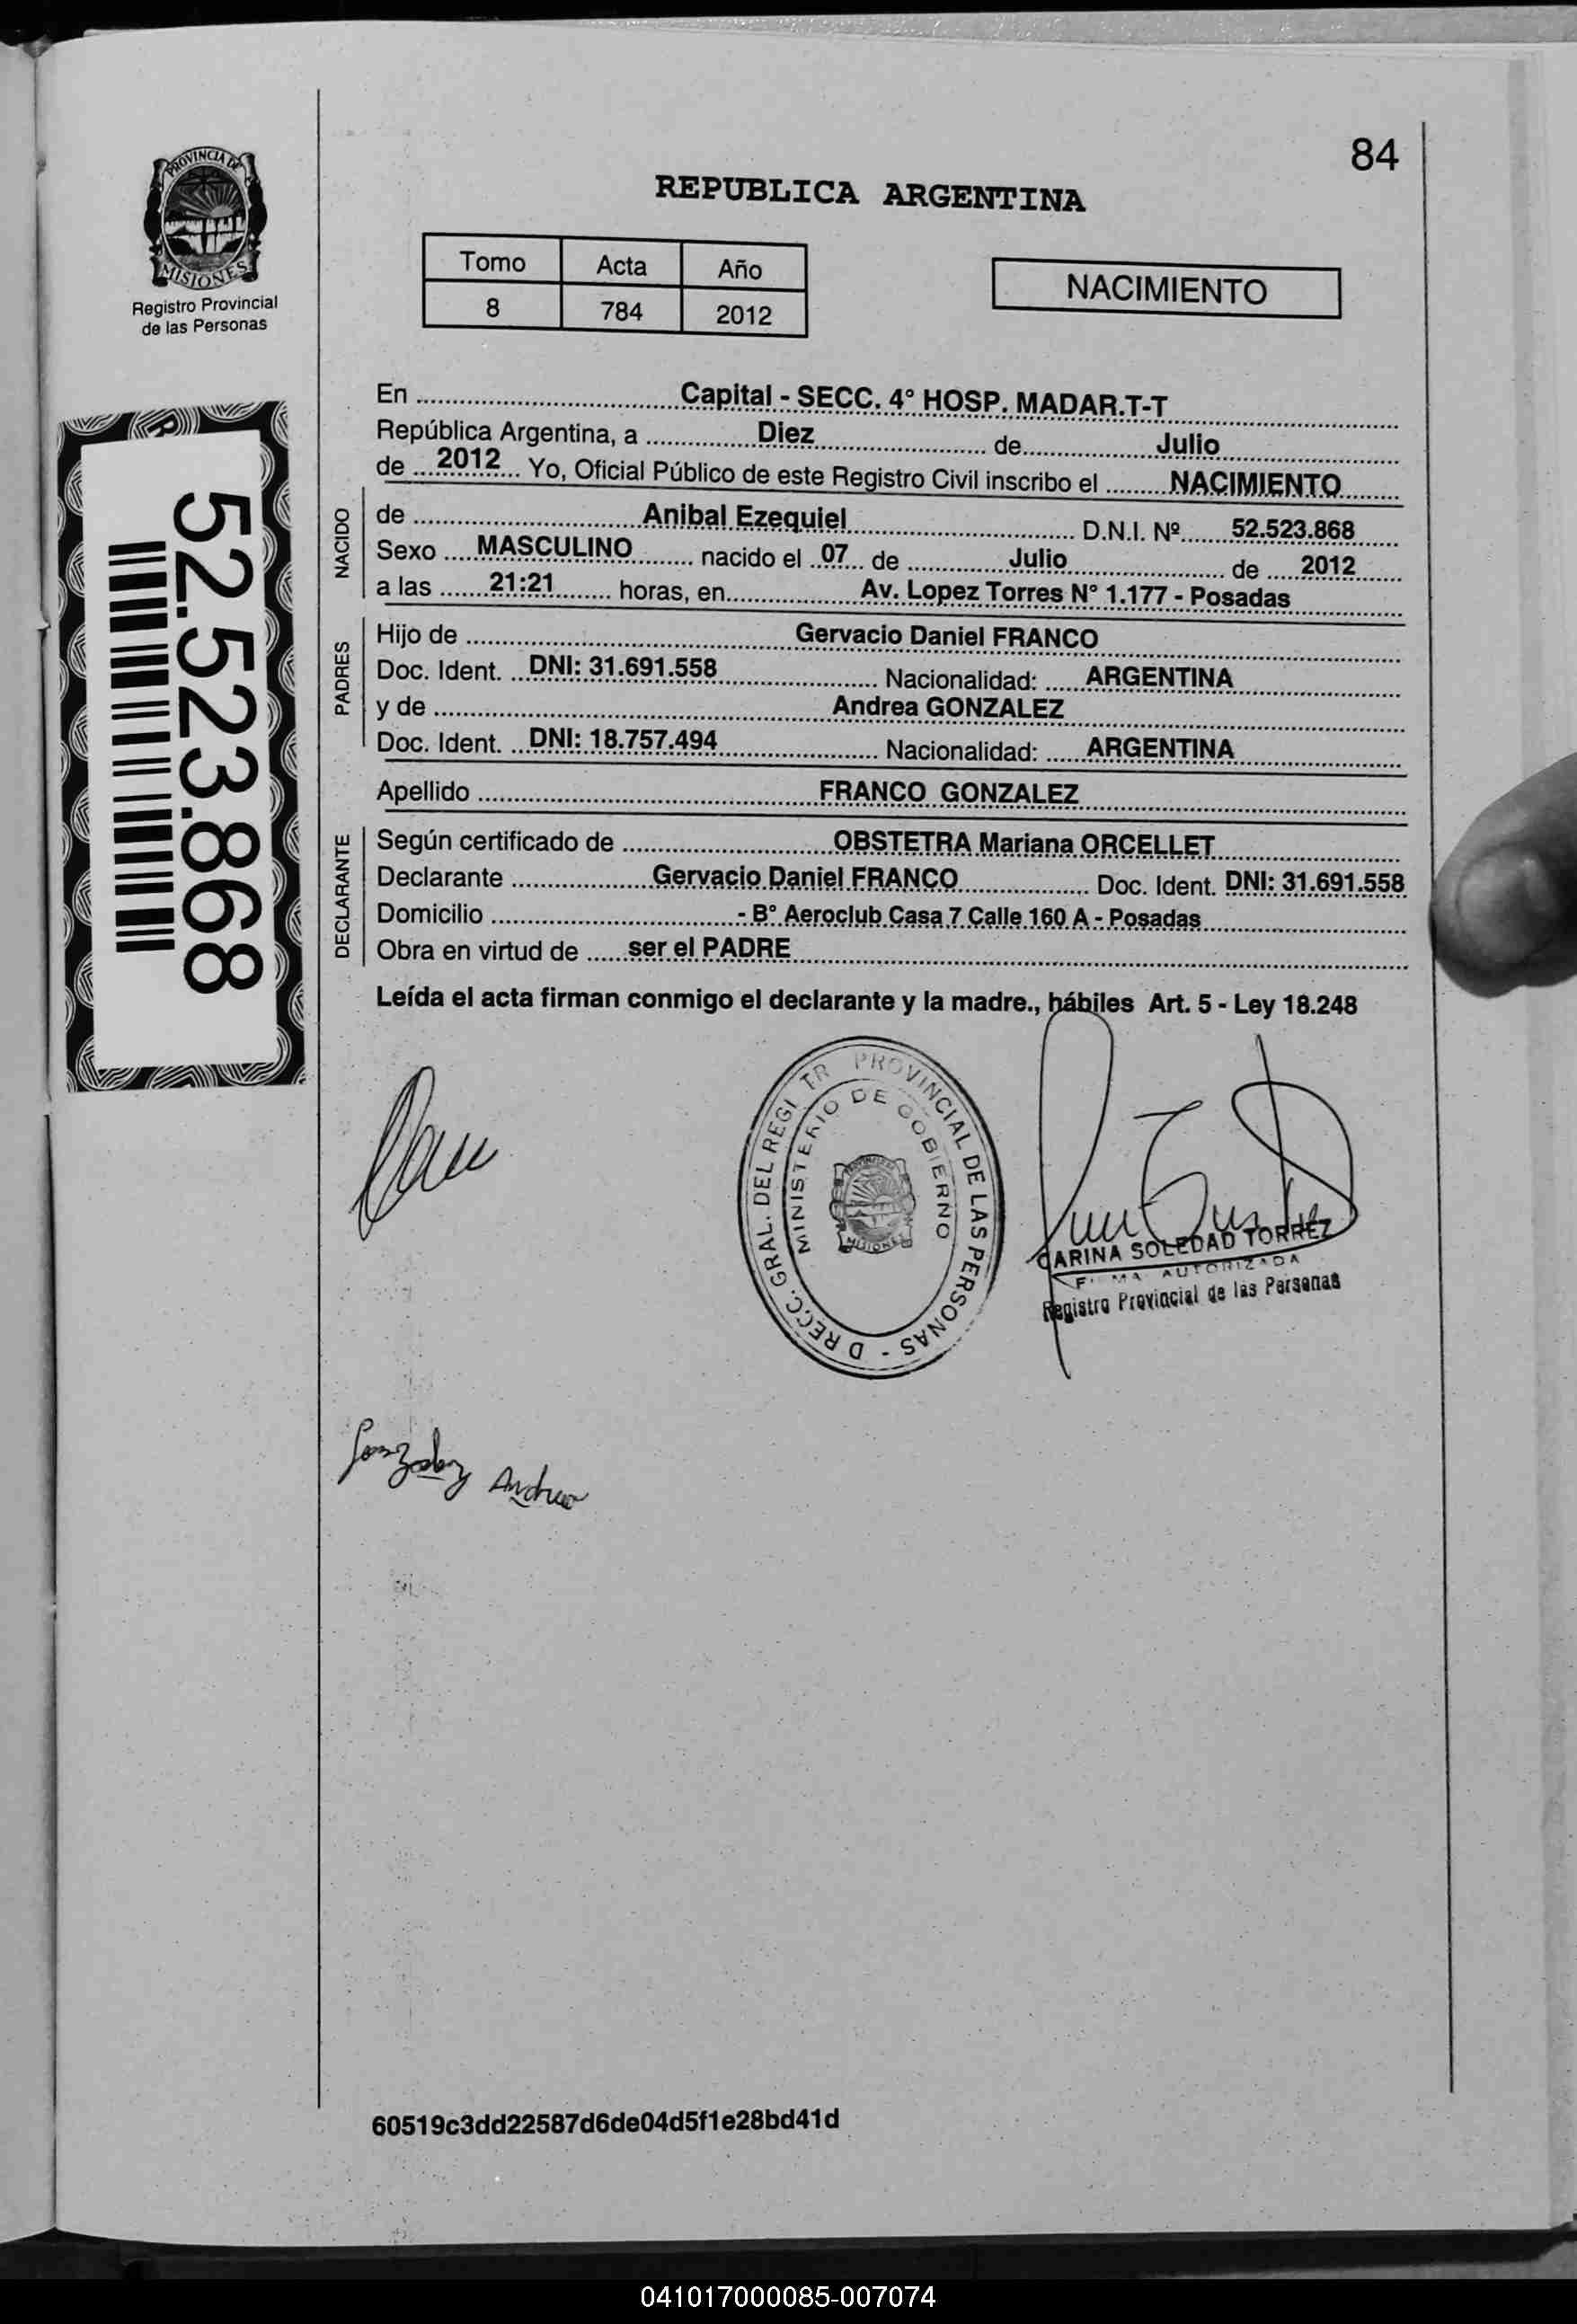 84
REPUBLICA ARGENTINA
PROVINCIA DE
MISIONES
Registro Provincial
de las Personas
Tomo Acta Año
8 784 2012
NACIMIENTO
52.523.868
En Capital - SECC. 4° HOSP. MADAR.T-T
República Argentina, a Diez de Julio
de 2012 Yo, Oficial Público de este Registro Civil inscribo el NACIMIENTO
NACIDO
de Anibal Ezequiel D.N.I. Nº 52.523.868
Sexo MASCULINO nacido el 07 de Julio de 2012
a las 21:21 horas, en Av. Lopez Torres N° 1.177 - Posadas
PADRES
Hijo de Gervacio Daniel FRANCO
Doc. Ident. DNI: 31.691.558 Nacionalidad: ARGENTINA
y de Andrea GONZALEZ
Doc. Ident. DNI: 18.757.494 Nacionalidad: ARGENTINA
Apellido FRANCO GONZALEZ
DECLARANTE
Según certificado de OBSTETRA Mariana ORCELLET
Declarante Gervacio Daniel FRANCO Doc. Ident. DNI: 31.691.558
Domicilio - B° Aeroclub Casa 7 Calle 160 A - Posadas
Obra en virtud de ser el PADRE
Leída el acta firman conmigo el declarante y la madre., hábiles Art. 5 - Ley 18.248
GRAL. DEL REGI TR PROVINCIAL DE LAS PERSONAS - D RECC.
MINISTERIO DE GOBIERNO
MISIONES
CARINA SOLEDAD TORREZ
AUTORIZADA
Registro Provincial de las Personas
Gonzalez Andrea
60519c3dd22587d6de04d5f1e28bd41d
041017000085-007074